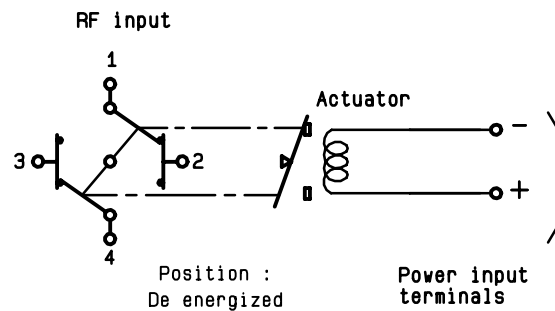 RF input
1
Actuator
−
3
2
+
4
Position :
De energized
Power input
terminals